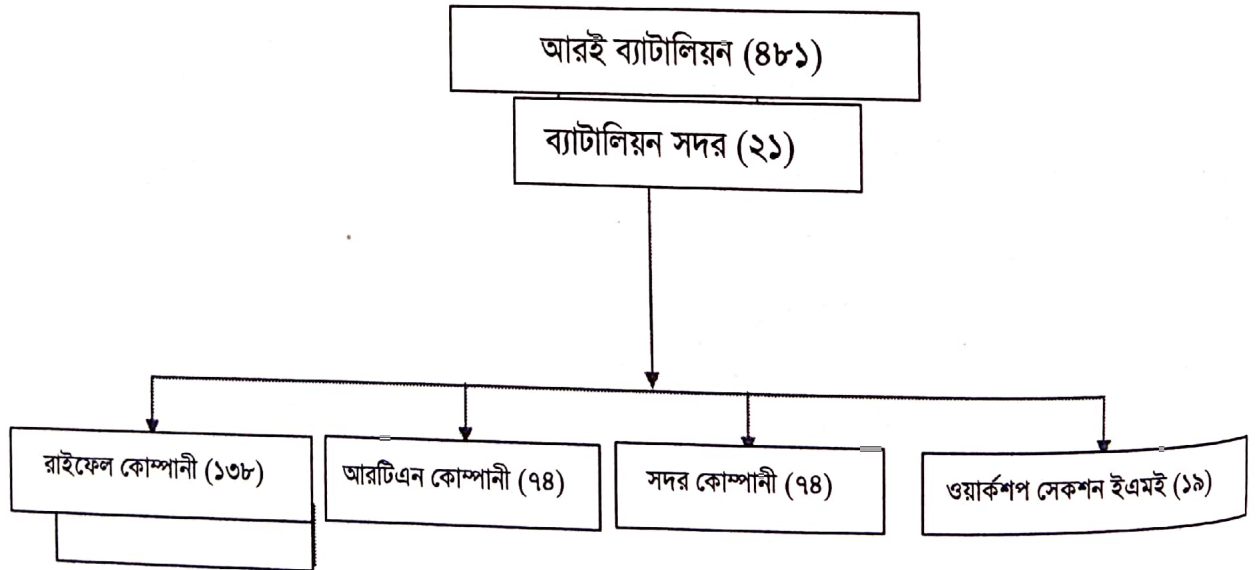 আরই ব্যাটালিয়ন (৪৮১)
ব্যাটালিয়ন সদর (২১)
রাইফেল কোম্পানী (১৩৮)
আরটিএন কোম্পানী (৭৪)
সদর কোম্পানী (৭৪)
ওয়ার্কশপ সেকশন ইএমই (১৯)